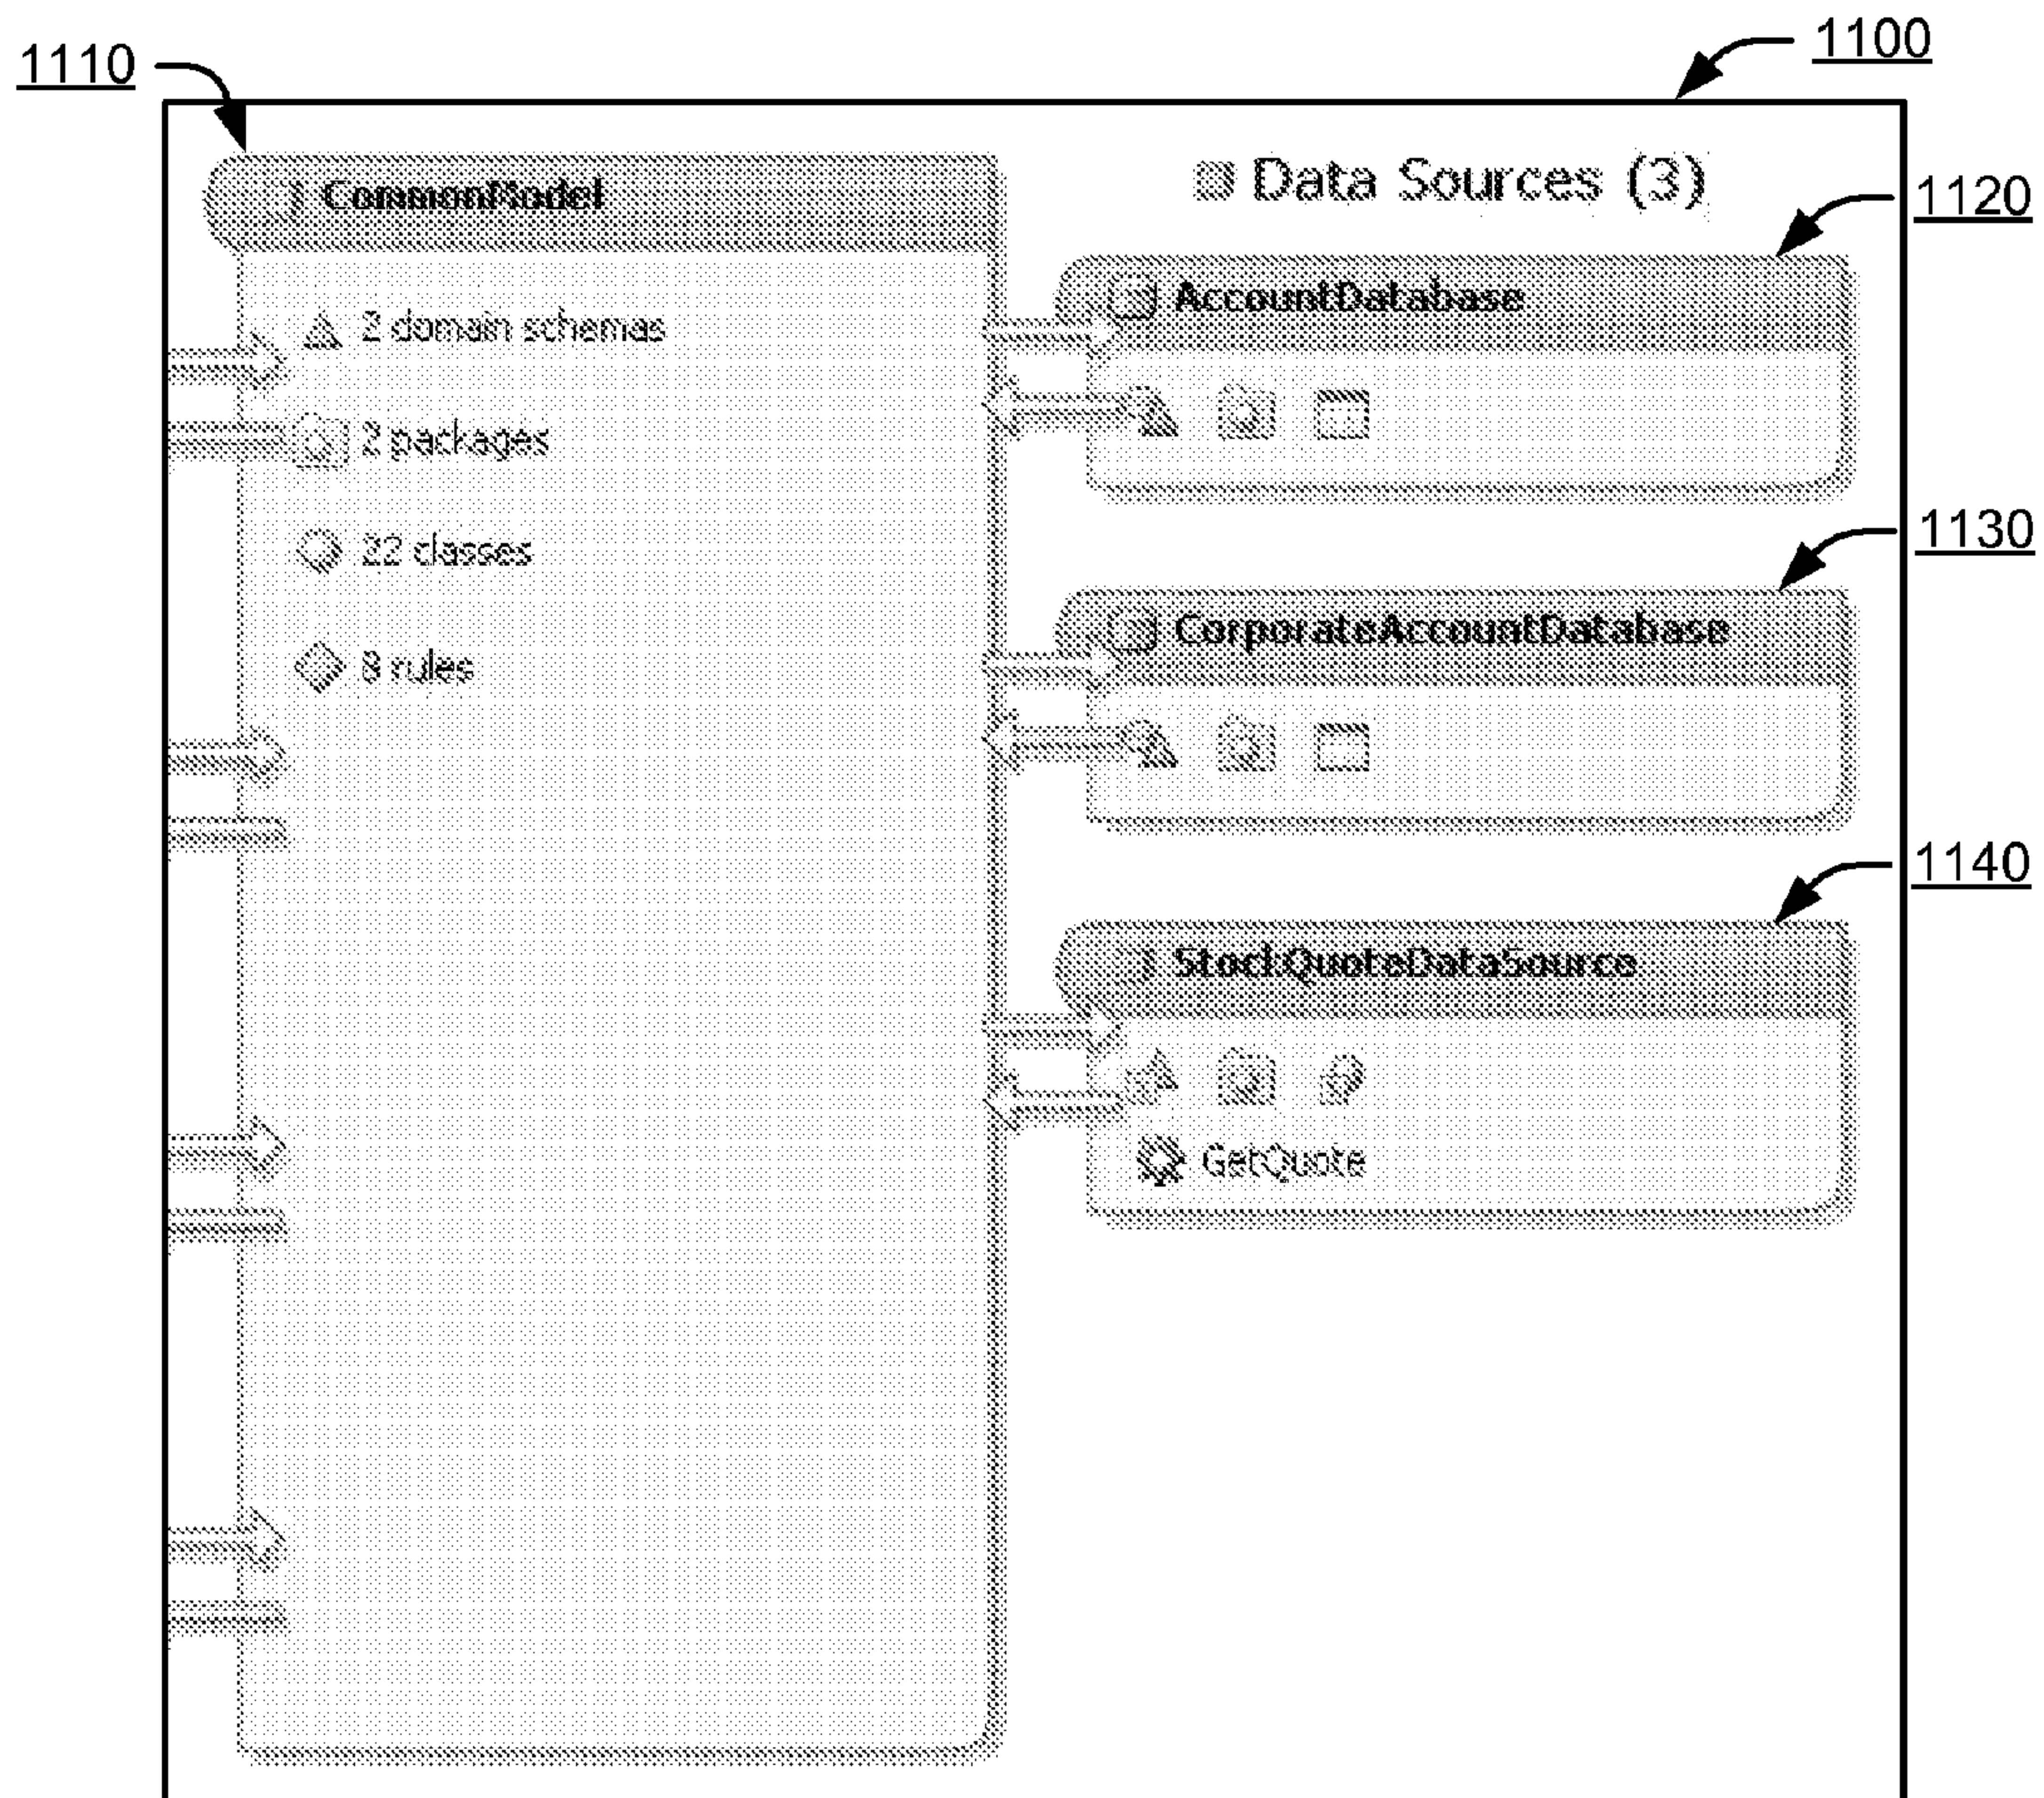 1100
1110
CommonModel
Data Sources (3)
1120
AccountDatabase
2 domain schemas
2 packages
22 classes
8 rules
1130
CorporateAccountDatabase
1140
StockQuoteDataSource
GetQuote